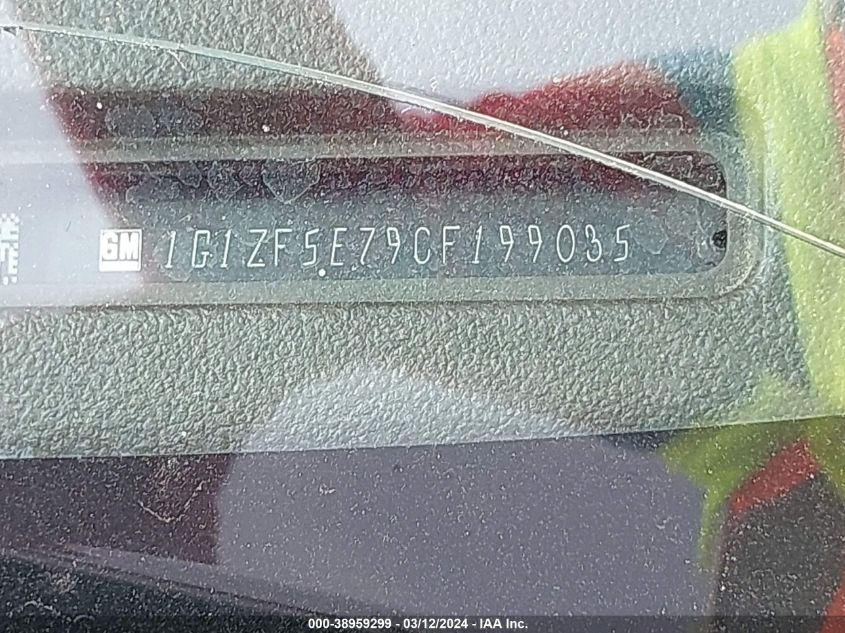 GM 1G1ZF5E79CF199035
000-38959299 - 03/12/2024 - IAA Inc.